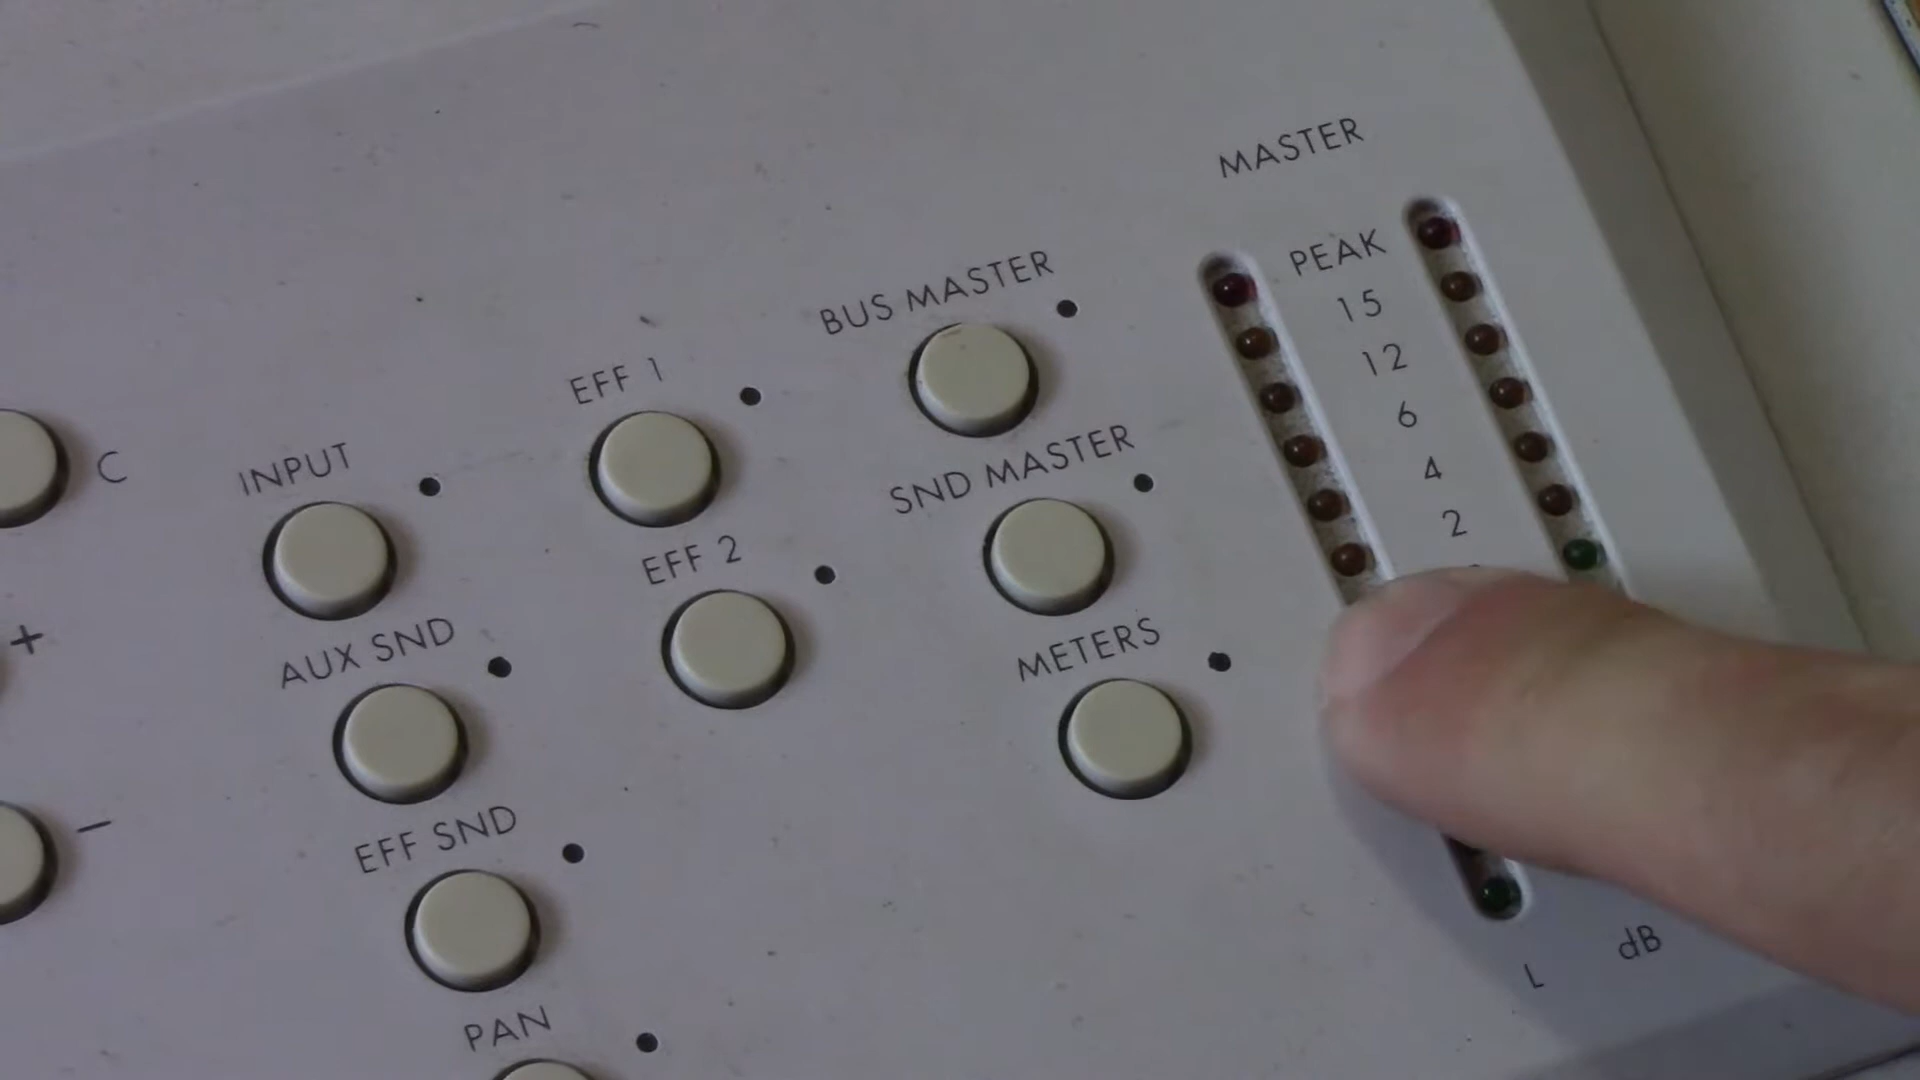 MASTER
PEAK
15
12
6
4
2
BUS MASTER
EFF 1
SND MASTER
INPUT
C
EFF 2
METERS
AUX SND
+
EFF SND
−
PAN
dB
L